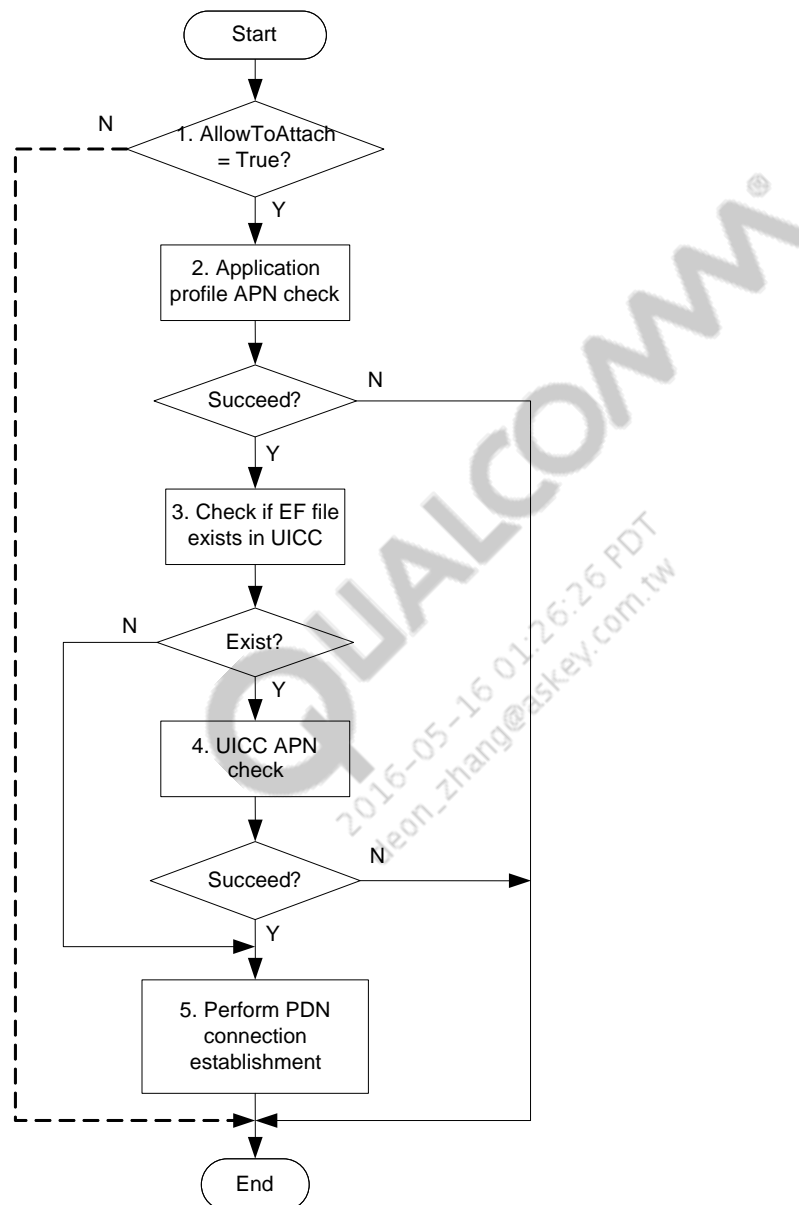 Start
N
1. AllowToAttach
= True?
Y
2. Application
profile APN check
N
Succeed?
Y
3. Check if EF file
exists in UICC
N
Exist?
Y
4. UICC APN
check
N
Succeed?
Y
5. Perform PDN
connection
establishment
End
QUALCOMM®
2016-05-16 01:26:26 PDT
deon_zhang@askey.com.tw